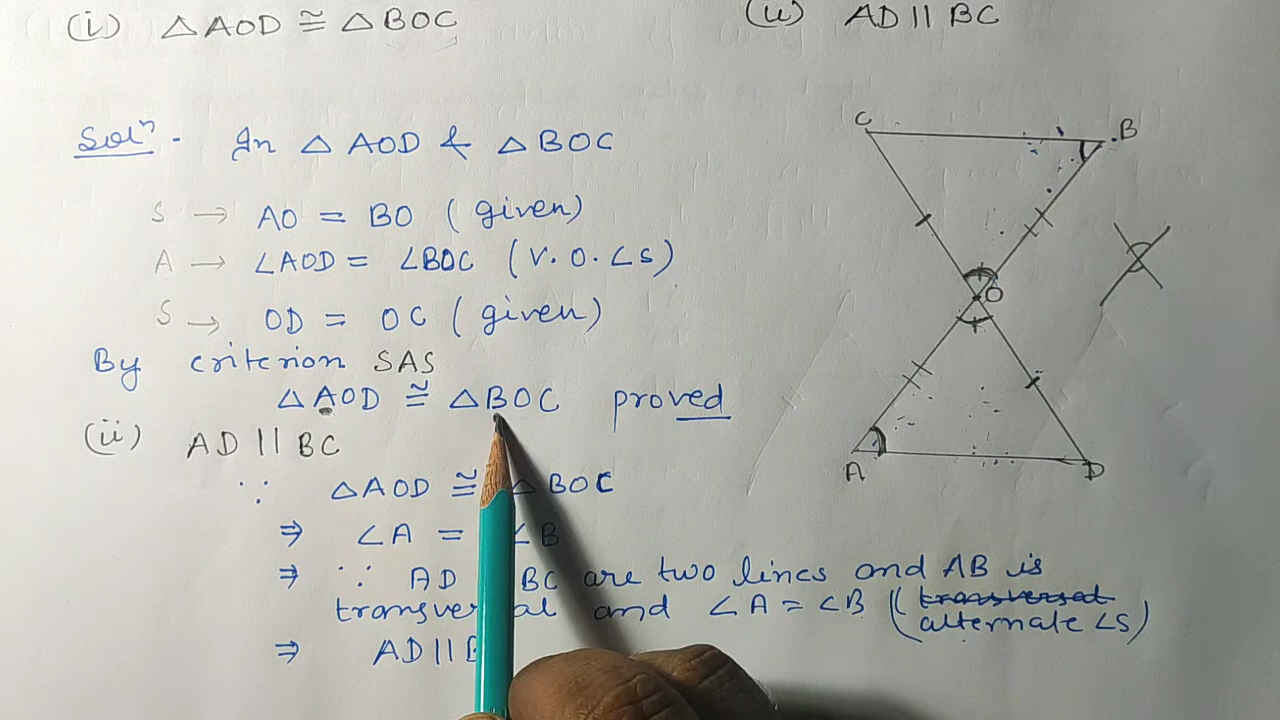 (i) △AOD ≅ △BOC (ii) AD || BC
Solⁿ. In △ AOD & △ BOC
S → AO = BO (given)
A → ∠AOD = ∠BOC (V.O.∠S)
S → OD = OC (given)
By criterion SAS
△AOD ≅ △BOC proved
(ii) AD || BC
∵ △AOD ≅ △BOC
⇒ ∠A = ∠B
⇒ ∵ AD BC are two lines and AB is
transversal and ∠A = ∠B (transversal
alternate ∠S)
⇒ AD ||
C
B
O
A
D